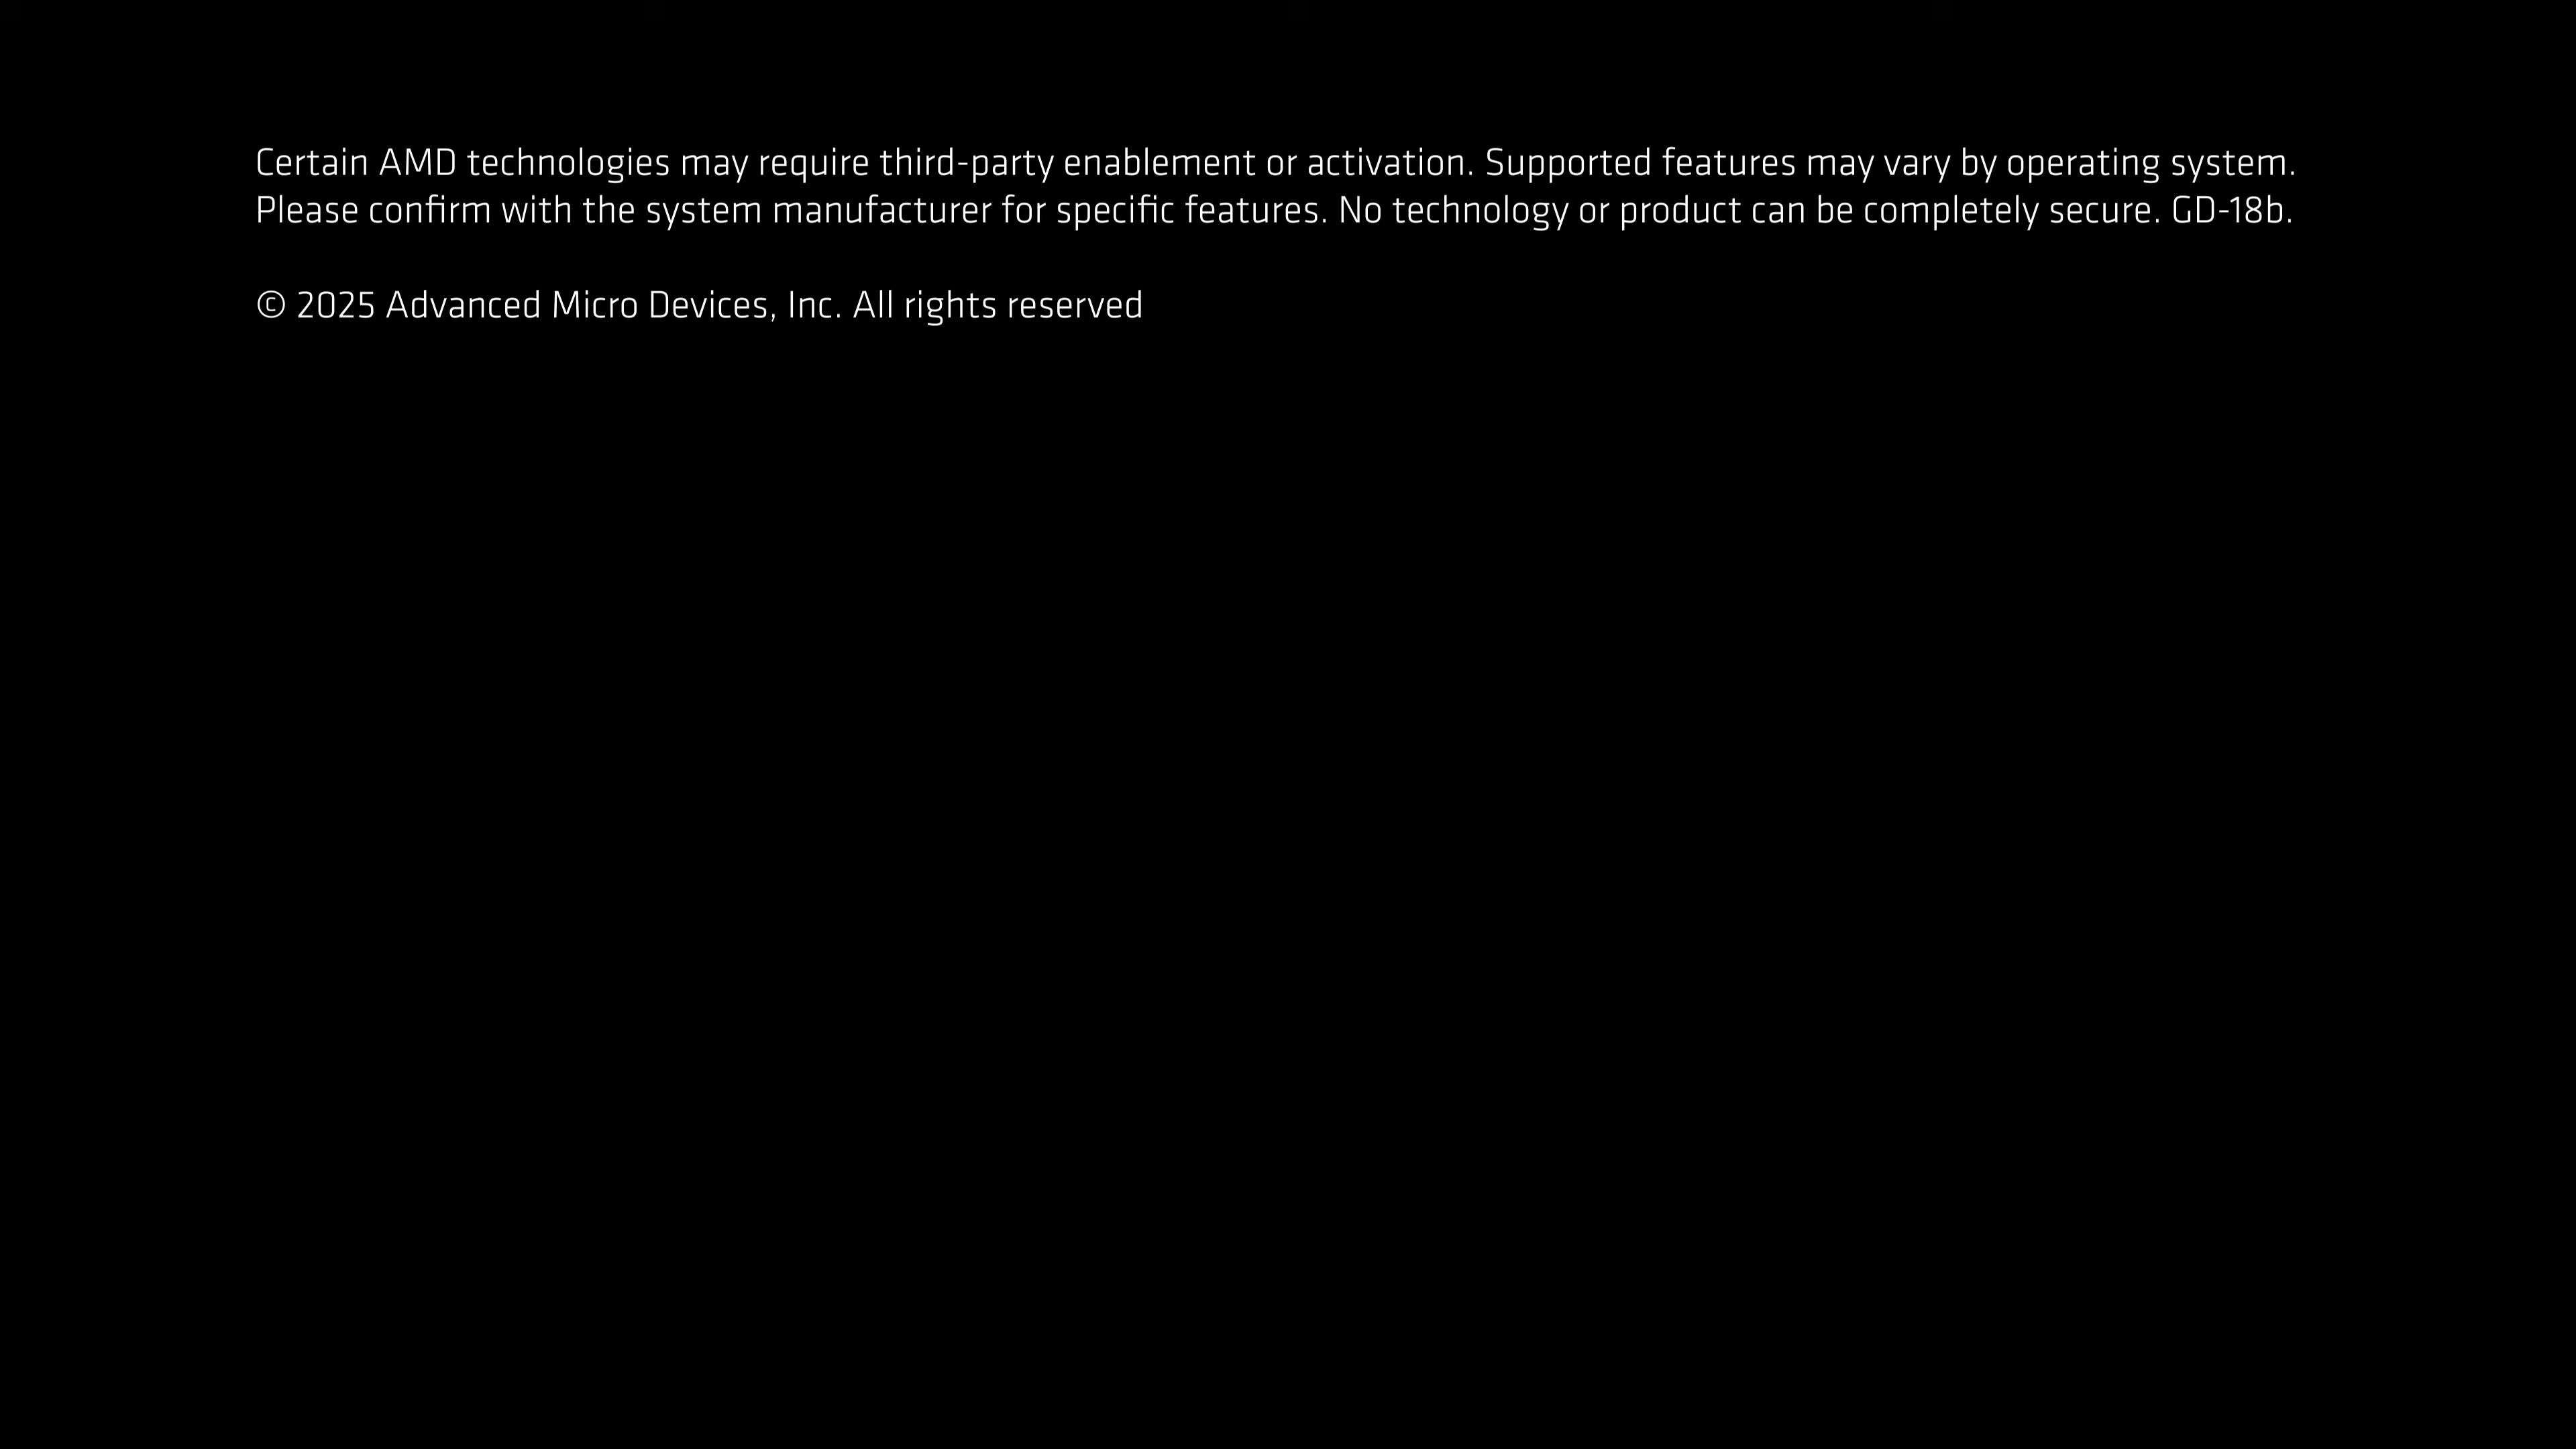 Certain AMD technologies may require third-party enablement or activation. Supported features may vary by operating system.
Please confirm with the system manufacturer for specific features. No technology or product can be completely secure. GD-18b.
© 2025 Advanced Micro Devices, Inc. All rights reserved